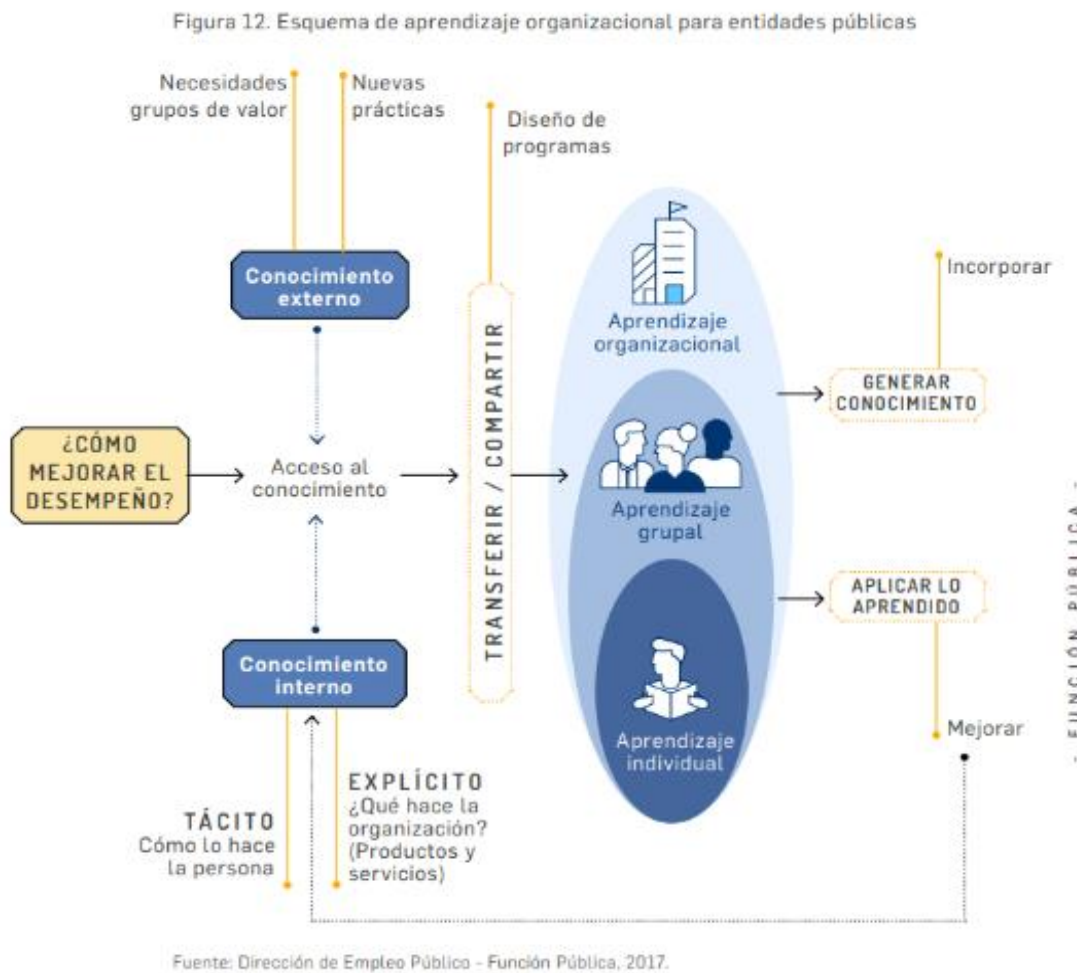 Figura 12. Esquema de aprendizaje organizacional para entidades públicas
Necesidades
grupos de valor
Nuevas
prácticas
Diseño de
programas
Conocimiento
externo
¿CÓMO
MEJORAR EL
DESEMPEÑO?
Acceso al
conocimiento
TRANSFERIR / COMPARTIR
Aprendizaje
organizacional
Aprendizaje
grupal
Aprendizaje
individual
Incorporar
GENERAR
CONOCIMIENTO
APLICAR LO
APRENDIDO
Mejorar
Conocimiento
interno
TÁCITO
Cómo lo hace
la persona
EXPLÍCITO
¿Qué hace la
organización?
(Productos y
servicios)
- FUNCIÓN PÚBLICA -
Fuente: Dirección de Empleo Público - Función Pública, 2017.